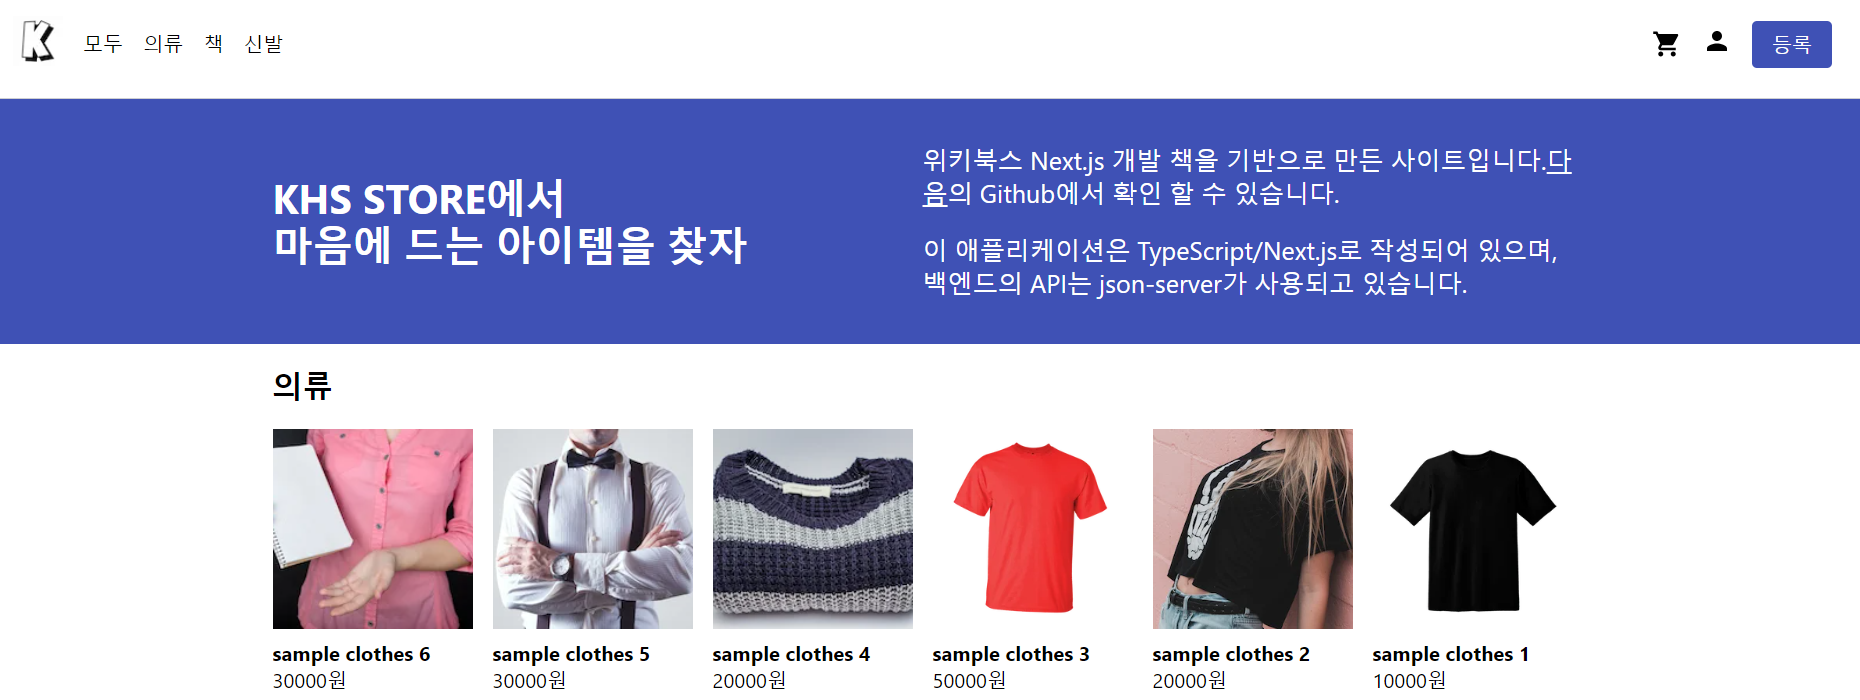 K
모두 의류 책 신발
등록
KHS STORE에서
마음에 드는 아이템을 찾자
위키북스 Next.js 개발 책을 기반으로 만든 사이트입니다.다
음의 Github에서 확인 할 수 있습니다.
이 애플리케이션은 TypeScript/Next.js로 작성되어 있으며,
백엔드의 API는 json-server가 사용되고 있습니다.
의류
sample clothes 6
30000원
sample clothes 5
30000원
sample clothes 4
20000원
sample clothes 3
50000원
sample clothes 2
20000원
sample clothes 1
10000원